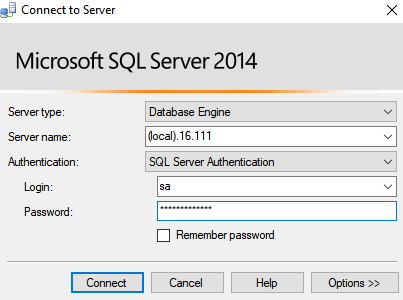 Connect to Server
Microsoft SQL Server 2014
Server type: Database Engine
Server name: (local).16.111
Authentication: SQL Server Authentication
Login: sa
Password: *************
Remember password
Connect Cancel Help Options >>